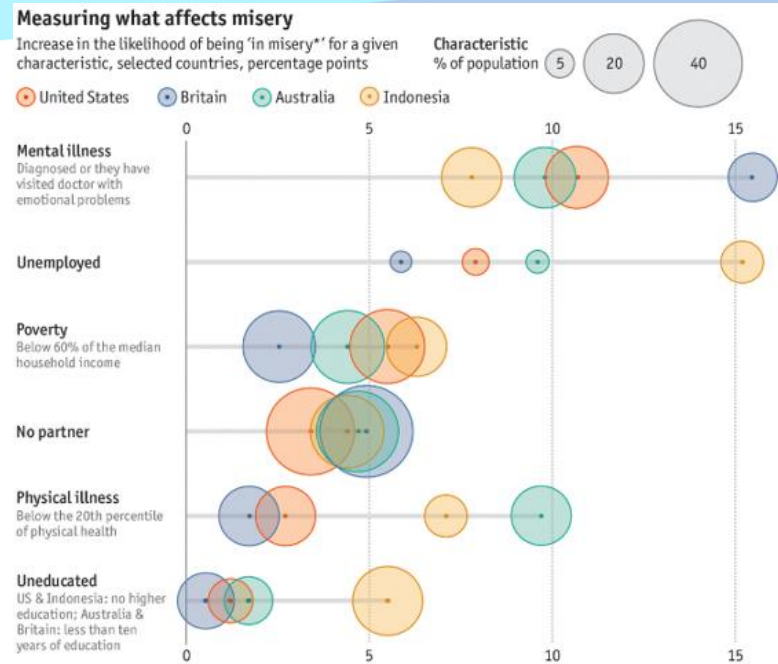 Measuring what affects misery
Increase in the likelihood of being ‘in misery*’ for a given
characteristic, selected countries, percentage points
Characteristic
% of population
5
20
40
United States
Britain
Australia
Indonesia
0 5 10 15
Mental illness
Diagnosed or they have
visited doctor with
emotional problems
Unemployed
Poverty
Below 60% of the median
household income
No partner
Physical illness
Below the 20th percentile
of physical health
Uneducated
US & Indonesia: no higher
education; Australia &
Britain: less than ten
years of education
0 5 10 15